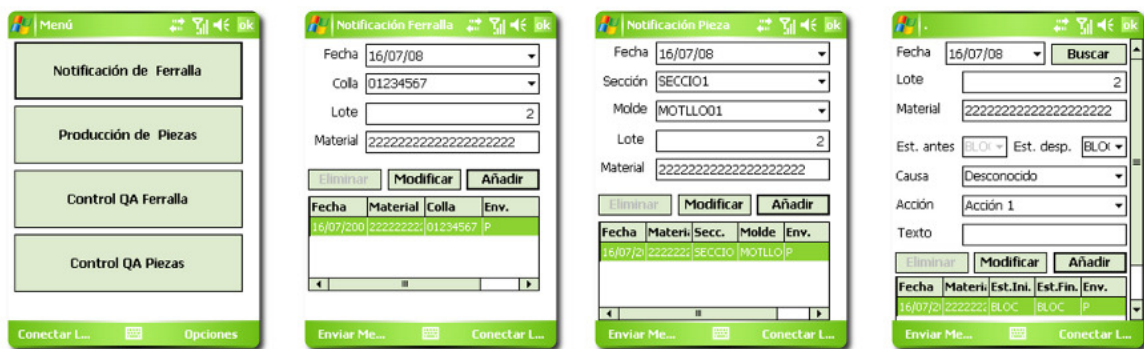 Menú ok
Notificación de Ferralla
Producción de Piezas
Control QA Ferralla
Control QA Piezas
Conectar L... Opciones
Notificación Ferralla ok
Fecha 16/07/08
Colla 01234567
Lote 2
Material 22222222222222222222
Eliminar Modificar Añadir
Fecha Material Colla Env.
16/07/200 222222222 01234567 P
Enviar Me... Conectar L...
Notificación Pieza ok
Fecha 16/07/08
Sección SECCIO1
Molde MOTLLO01
Lote 2
Material 22222222222222222222
Eliminar Modificar Añadir
Fecha Materi Secc. Molde Env.
16/07/2 2222222 SECCIO MOTLLO P
Enviar Me... Conectar L...
. ok
Fecha 16/07/08 Buscar
Lote 2
Material 22222222222222222222
Est. antes BLO Est. desp. BLO
Causa Desconocido
Acción Acción 1
Texto
Eliminar Modificar Añadir
Fecha Materi Est.Ini. Est.Fin. Env.
16/07/2 2222222 BLOC BLOC P
Enviar Me... Conectar L...